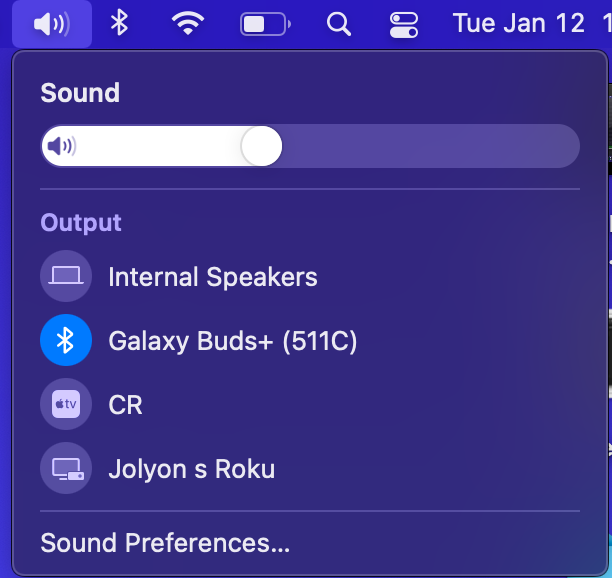 Tue Jan 12
Sound
Output
Internal Speakers
Galaxy Buds+ (511C)
tv
CR
Jolyon s Roku
Sound Preferences...